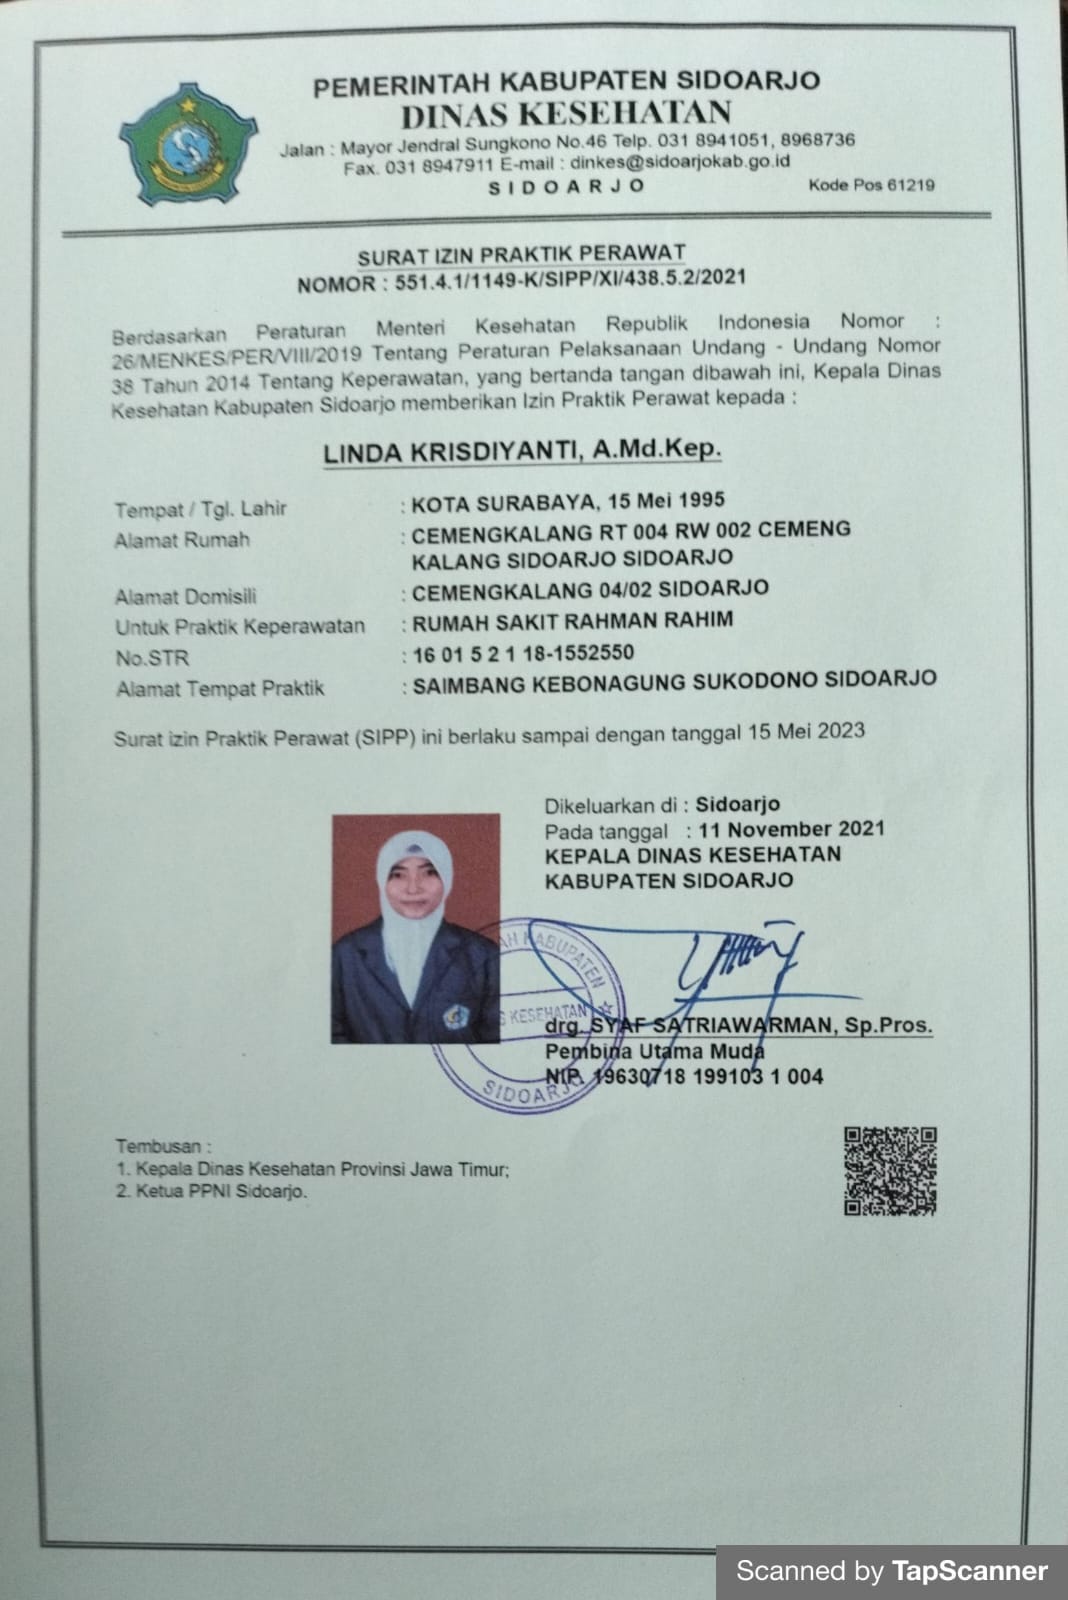 PEMERINTAH KABUPATEN SIDOARJO
DINAS KESEHATAN
Jalan : Mayor Jendral Sungkono No.46 Telp. 031 8941051, 8968736
Fax. 031 8947911 E-mail : dinkes@sidoarjokab.go.id
S I D O A R J O
Kode Pos 61219
SURAT IZIN PRAKTIK PERAWAT
NOMOR : 551.4.1/1149-K/SIPP/XI/438.5.2/2021
Berdasarkan Peraturan Menteri Kesehatan Republik Indonesia Nomor :
26/MENKES/PER/VIII/2019 Tentang Peraturan Pelaksanaan Undang - Undang Nomor
38 Tahun 2014 Tentang Keperawatan, yang bertanda tangan dibawah ini, Kepala Dinas
Kesehatan Kabupaten Sidoarjo memberikan Izin Praktik Perawat kepada :
LINDA KRISDIYANTI, A.Md.Kep.
Tempat / Tgl. Lahir : KOTA SURABAYA, 15 Mei 1995
Alamat Rumah : CEMENGKALANG RT 004 RW 002 CEMENG
KALANG SIDOARJO SIDOARJO
Alamat Domisili : CEMENGKALANG 04/02 SIDOARJO
Untuk Praktik Keperawatan : RUMAH SAKIT RAHMAN RAHIM
No.STR : 16 01 5 2 1 18-1552550
Alamat Tempat Praktik : SAIMBANG KEBONAGUNG SUKODONO SIDOARJO
Surat izin Praktik Perawat (SIPP) ini berlaku sampai dengan tanggal 15 Mei 2023
Dikeluarkan di : Sidoarjo
Pada tanggal : 11 November 2021
KEPALA DINAS KESEHATAN
KABUPATEN SIDOARJO
AH KABUPATEN
S KESEHATAN
SIDOARJO
drg. SYAF SATRIAWARMAN, Sp.Pros.
Pembina Utama Muda
NIP. 19630718 199103 1 004
Tembusan :
1. Kepala Dinas Kesehatan Provinsi Jawa Timur;
2. Ketua PPNI Sidoarjo.
Scanned by TapScanner